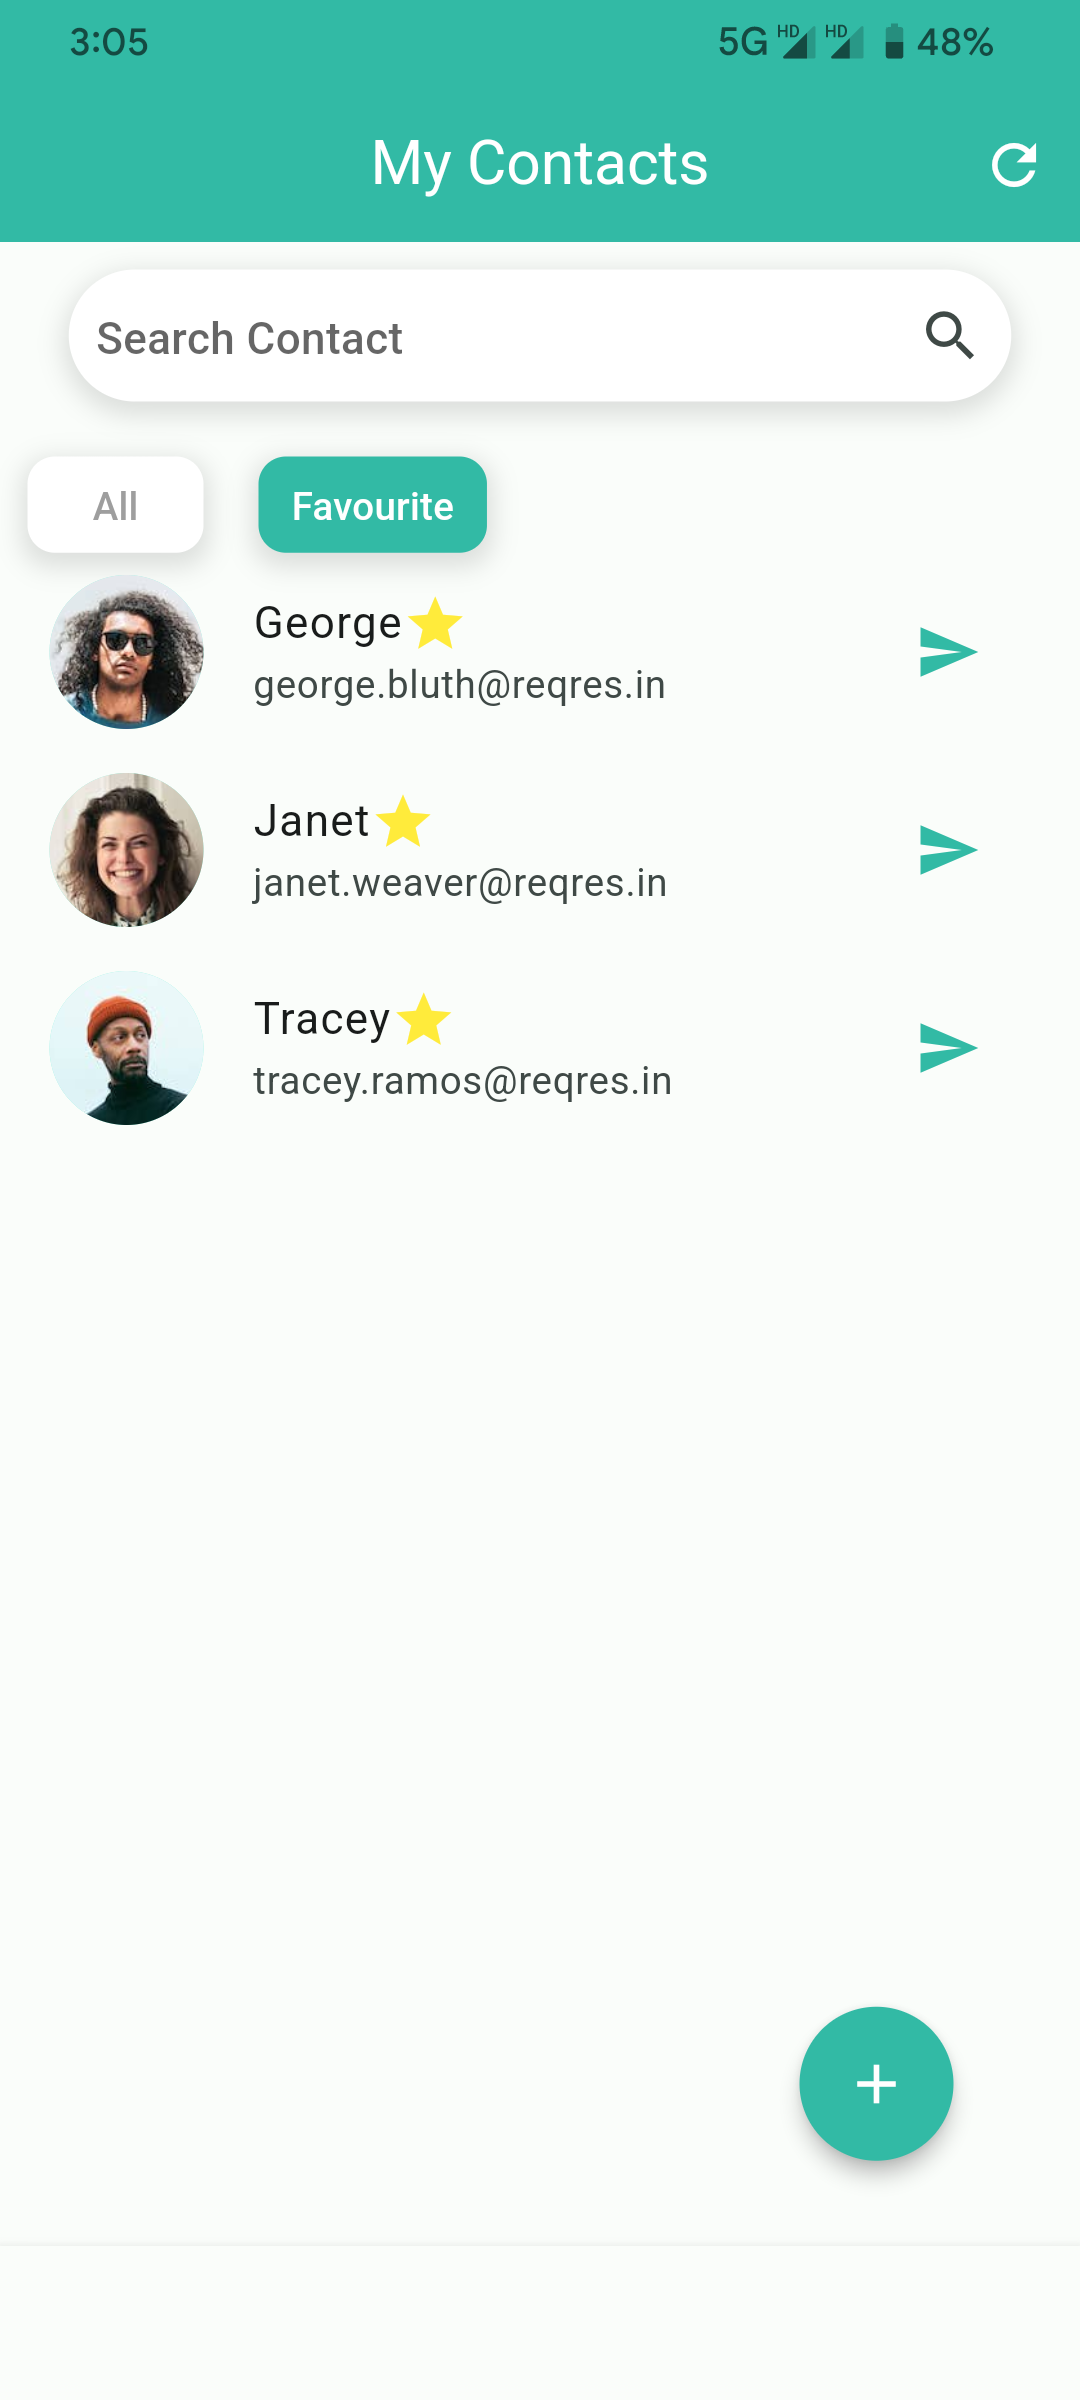 3:05 5G HD HD 48%
My Contacts
Search Contact
All Favourite
George
george.bluth@reqres.in
Janet
janet.weaver@reqres.in
Tracey
tracey.ramos@reqres.in